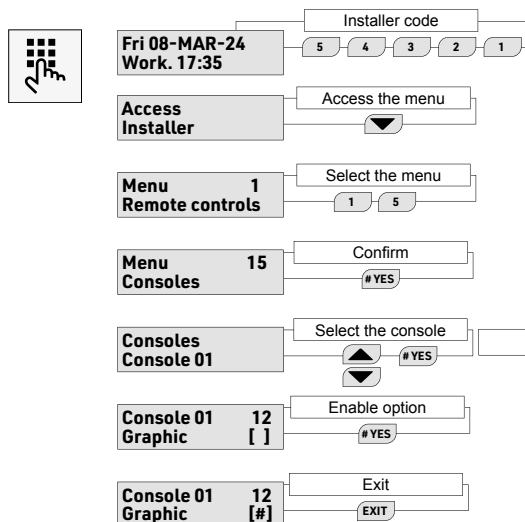 Installer code
Fri 08-MAR-24
Work. 17:35
5 4 3 2 1
Access
Installer
Access the menu
Menu 1
Remote controls
Select the menu
1 5
Menu 15
Consoles
Confirm
# YES
Consoles
Console 01
Select the console
# YES
Console 01 12
Graphic [ ]
Enable option
# YES
Console 01 12
Graphic [#]
Exit
EXIT